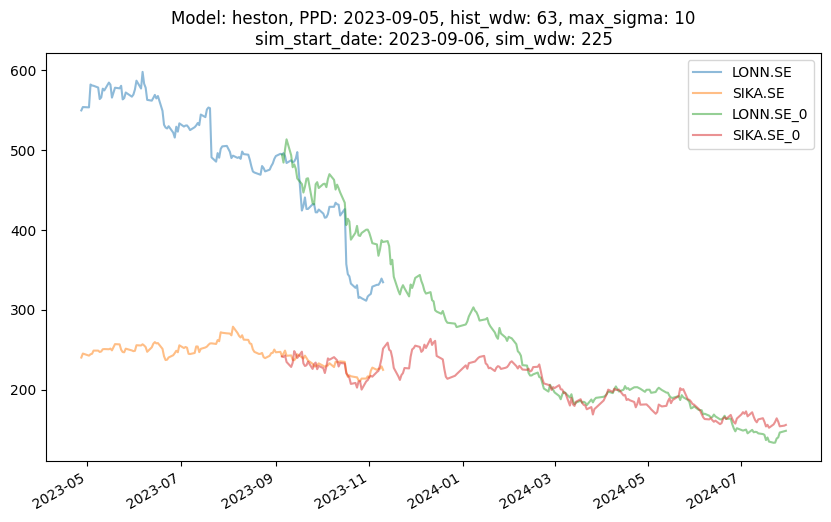 Model: heston, PPD: 2023-09-05, hist_wdw: 63, max_sigma: 10
sim_start_date: 2023-09-06, sim_wdw: 225
LONN.SE
SIKA.SE
LONN.SE_0
SIKA.SE_0
600
500
400
300
200
2023-05
2023-07
2023-09
2023-11
2024-01
2024-03
2024-05
2024-07